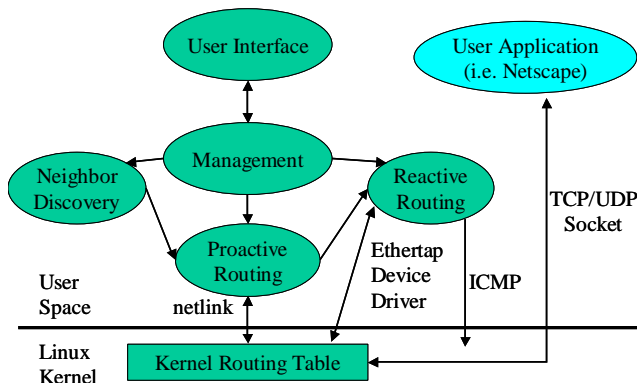 User Interface
User Application
(i.e. Netscape)
Management
Neighbor
Discovery
Reactive
Routing
TCP/UDP
Socket
Proactive
Routing
Ethertap
Device
Driver
ICMP
User
Space
netlink
Linux
Kernel
Kernel Routing Table